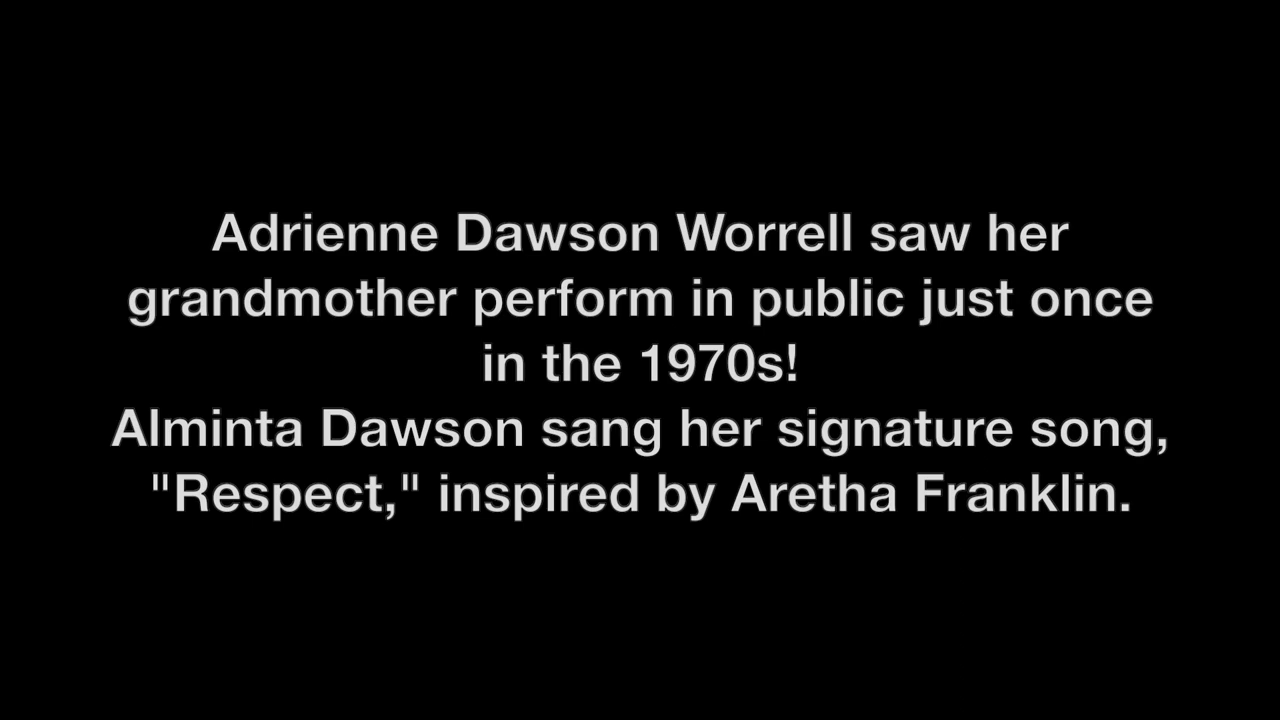 Adrienne Dawson Worrell saw her
grandmother perform in public just once
in the 1970s!
Alminta Dawson sang her signature song,
"Respect," inspired by Aretha Franklin.